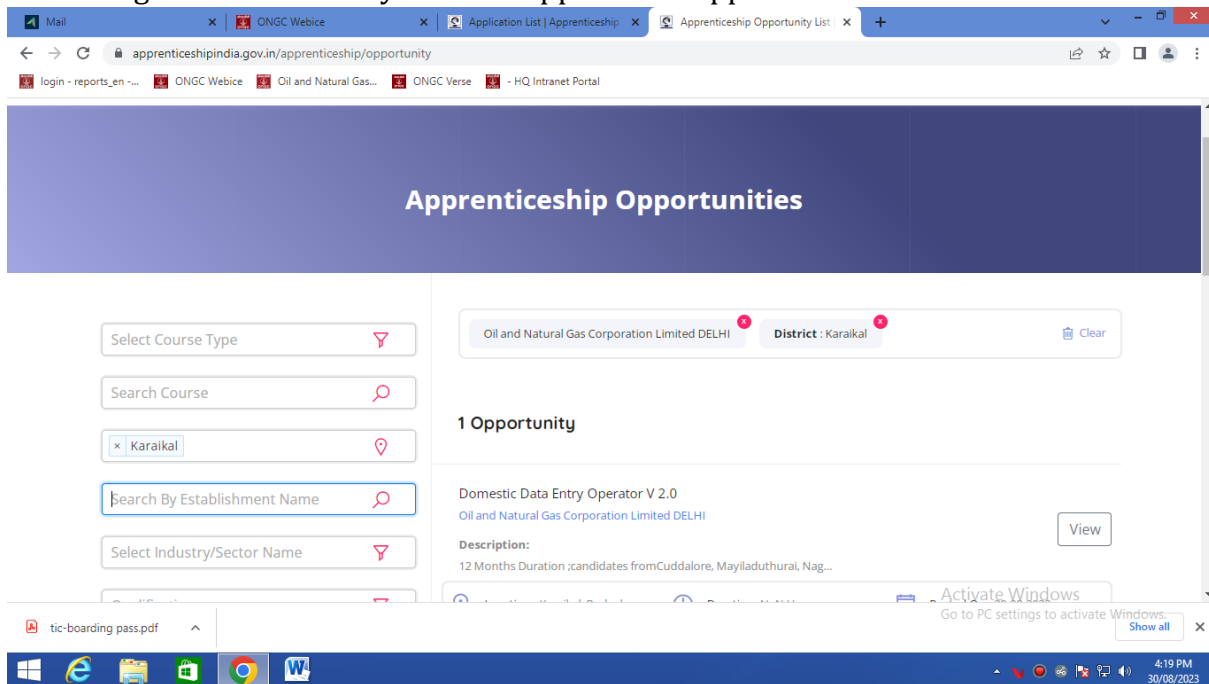 Mail
ONGC Webice
Application List | Apprenticeship
Apprenticeship Opportunity List |
apprenticeshipindia.gov.in/apprenticeship/opportunity
login - reports_en -... ONGC Webice Oil and Natural Gas... ONGC Verse - HQ Intranet Portal
Apprenticeship Opportunities
Select Course Type
Search Course
× Karaikal
Search By Establishment Name
Select Industry/Sector Name
Oil and Natural Gas Corporation Limited DELHI x District : Karaikal x Clear
1 Opportunity
Domestic Data Entry Operator V 2.0
Oil and Natural Gas Corporation Limited DELHI
View
Description:
12 Months Duration ;candidates fromCuddalore, Mayiladuthurai, Nag...
Activate Windows
Go to PC settings to activate Windows.
tic-boarding pass.pdf
Show all
4:19 PM
30/08/2023